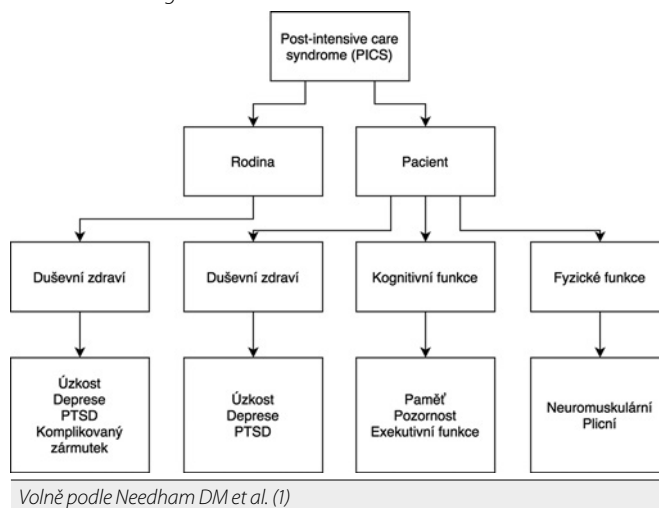 Post-intensive care
syndrome (PICS)
Rodina
Pacient
Duševní zdraví
Duševní zdraví
Kognitivní funkce
Fyzické funkce
Úzkost
Deprese
PTSD
Komplikovaný
zármutek
Úzkost
Deprese
PTSD
Paměť
Pozornost
Exekutivní funkce
Neuromuskulární
Plicní
Volně podle Needham DM et al. (1)